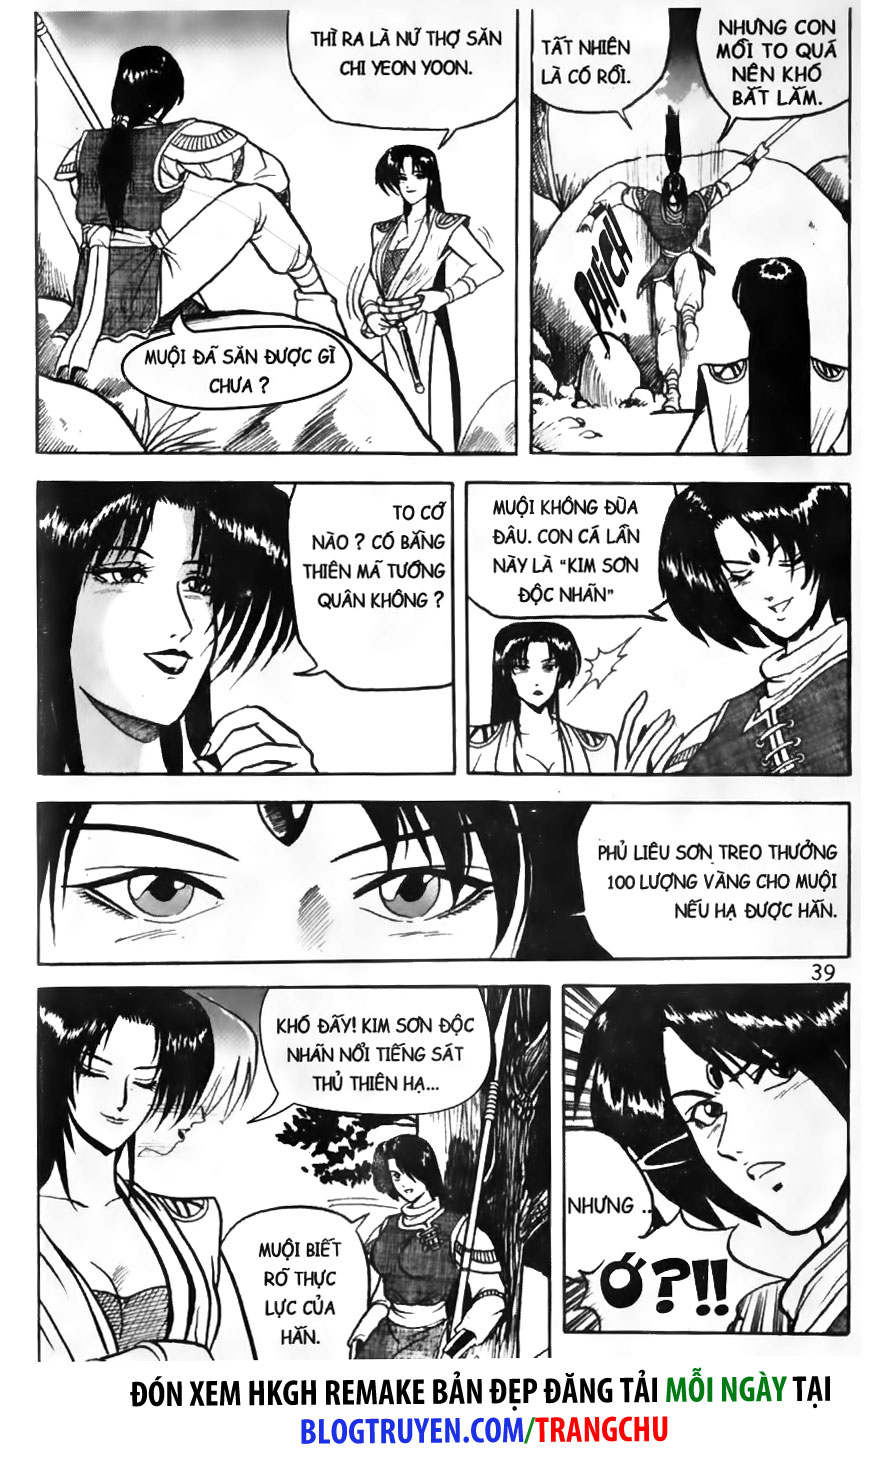 THÌ RA LÀ NỮ THỢ SĂN
CHI YEON YOON.
MUỘI ĐÃ SĂN ĐƯỢC GÌ
CHƯA ?
TẤT NHIÊN
LÀ CÓ RỒI.
NHƯNG CON
MỒI TO QUÁ
NÊN KHÓ
BẮT LẮM.
PHỊCH
TO CỠ
NÀO ? CÓ BẰNG
THIÊN MÃ TƯỚNG
QUÂN KHÔNG ?
MUỘI KHÔNG ĐÙA
ĐÂU. CON CÁ LẦN
NÀY LÀ "KIM SƠN
ĐỘC NHÃN"
PHỦ LIÊU SƠN TREO THƯỞNG
100 LƯỢNG VÀNG CHO MUỘI
NẾU HẠ ĐƯỢC HẮN.
39
KHÓ ĐẤY! KIM SƠN ĐỘC
NHÃN NỔI TIẾNG SÁT
THỦ THIÊN HẠ...
MUỘI BIẾT
RÕ THỰC
LỰC CỦA
HẮN.
NHƯNG ..
Ớ?!!
ĐÓN XEM HKGH REMAKE BẢN ĐẸP ĐĂNG TẢI MỖI NGÀY TẠI
BLOGTRUYEN.COM/TRANGCHU